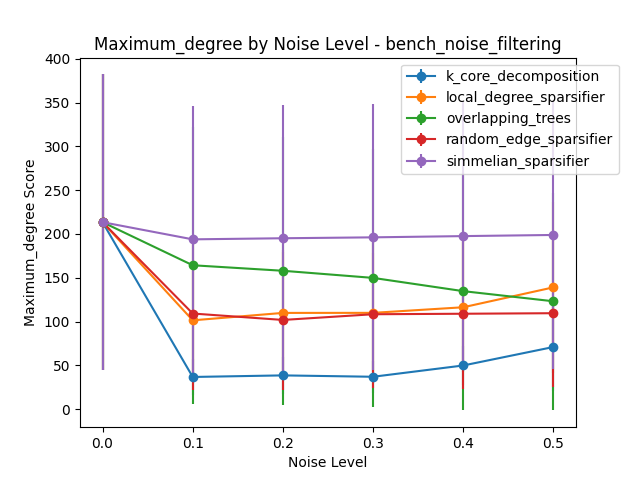 Maximum_degree by Noise Level - bench_noise_filtering
400
350
300
250
200
150
100
50
0
Maximum_degree Score
k_core_decomposition
local_degree_sparsifier
overlapping_trees
random_edge_sparsifier
simmelian_sparsifier
0.0 0.1 0.2 0.3 0.4 0.5
Noise Level